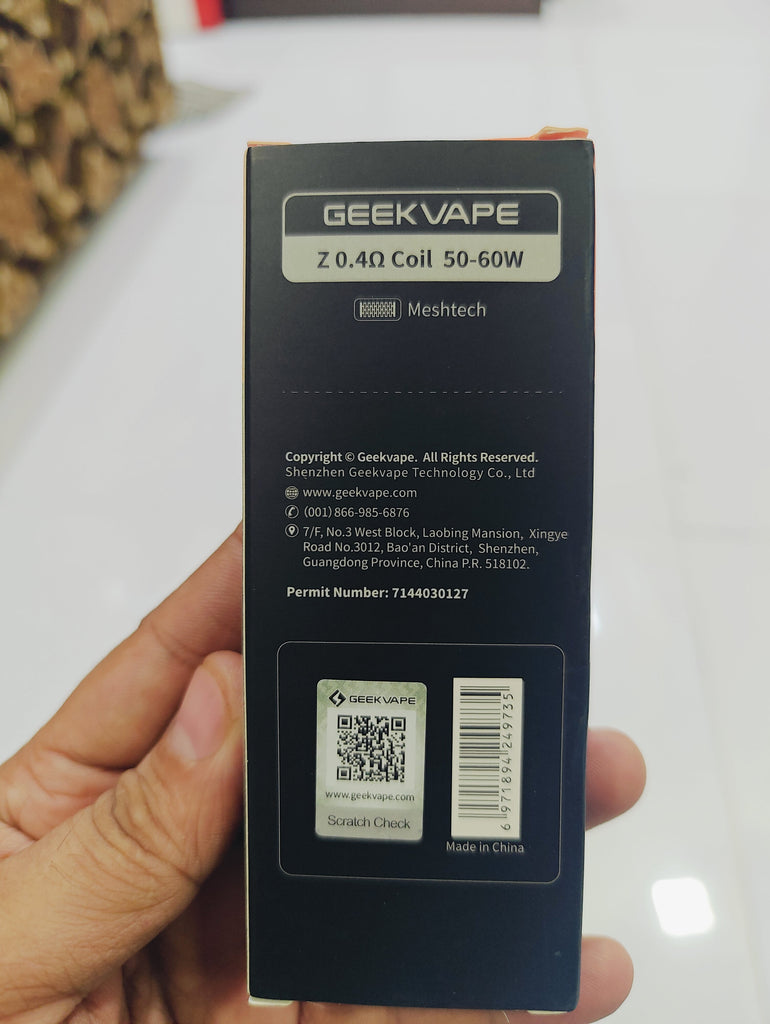 GEEKVAPE
Z 0.4Ω Coil 50-60W
Meshtech
Copyright © Geekvape. All Rights Reserved.
Shenzhen Geekvape Technology Co., Ltd
www.geekvape.com
(001) 866-985-6876
7/F, No.3 West Block, Laobing Mansion, Xingye
Road No.3012, Bao'an District, Shenzhen,
Guangdong Province, China P.R. 518102.
Permit Number: 7144030127
GEEKVAPE
www.geekvape.com
Scratch Check
6 971894 249735
Made in China